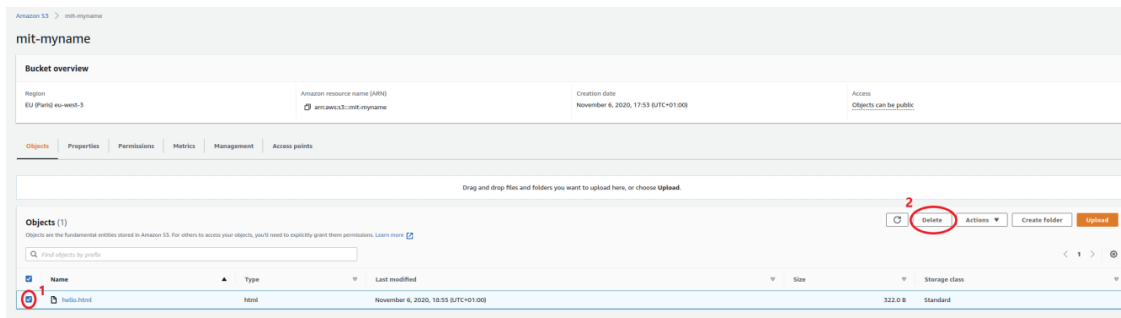 Amazon S3 > mit-myname
mit-myname
Bucket overview
Region
EU (Paris) eu-west-3
Amazon resource name (ARN)
arn:aws:s3:::mit-myname
Creation date
November 6, 2020, 17:53 (UTC+01:00)
Access
Objects can be public
Objects Properties Permissions Metrics Management Access points
Drag and drop files and folders you want to upload here, or choose Upload.
2
Objects (1)
Delete Actions Create folder Upload
Objects are the fundamental entities stored in Amazon S3. For others to access your objects, you'll need to explicitly grant them permissions. Learn more
Find objects by prefix
< 1 >
Name Type Last modified Size Storage class
1
hello.html html November 6, 2020, 18:55 (UTC+01:00) 322.0 B Standard